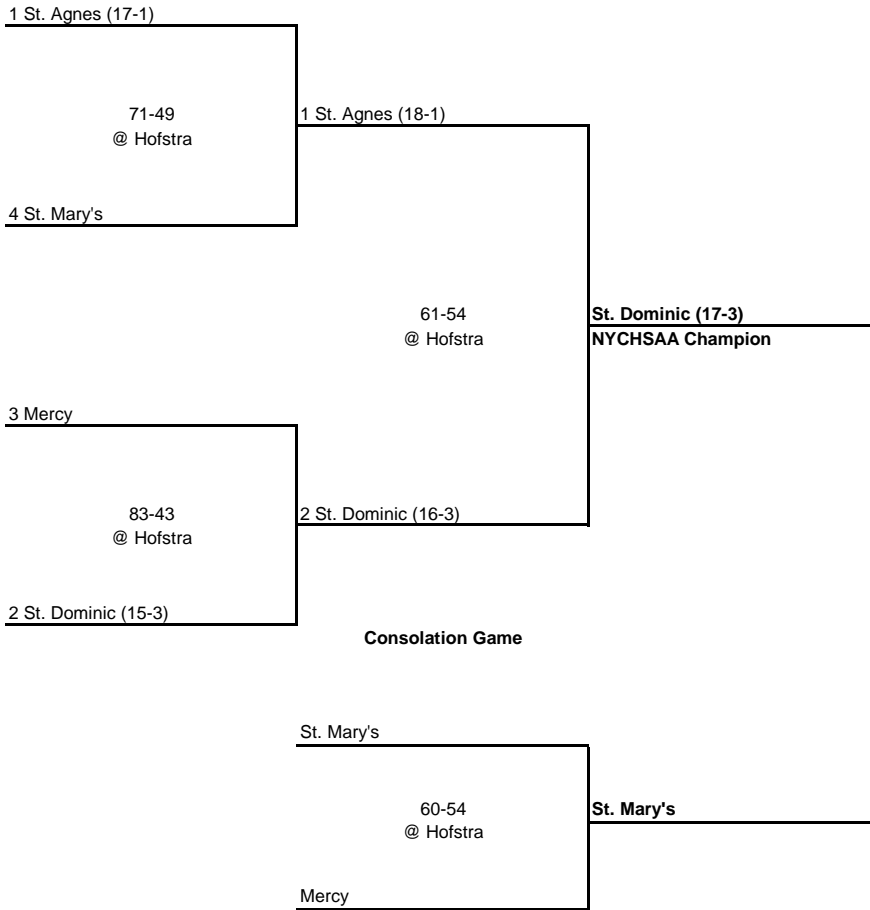 1 St. Agnes (17-1)
71-49
@ Hofstra
1 St. Agnes (18-1)
4 St. Mary's
61-54
@ Hofstra
St. Dominic (17-3)
NYCHSAA Champion
3 Mercy
83-43
@ Hofstra
2 St. Dominic (16-3)
2 St. Dominic (15-3)
Consolation Game
St. Mary's
60-54
@ Hofstra
St. Mary's
Mercy